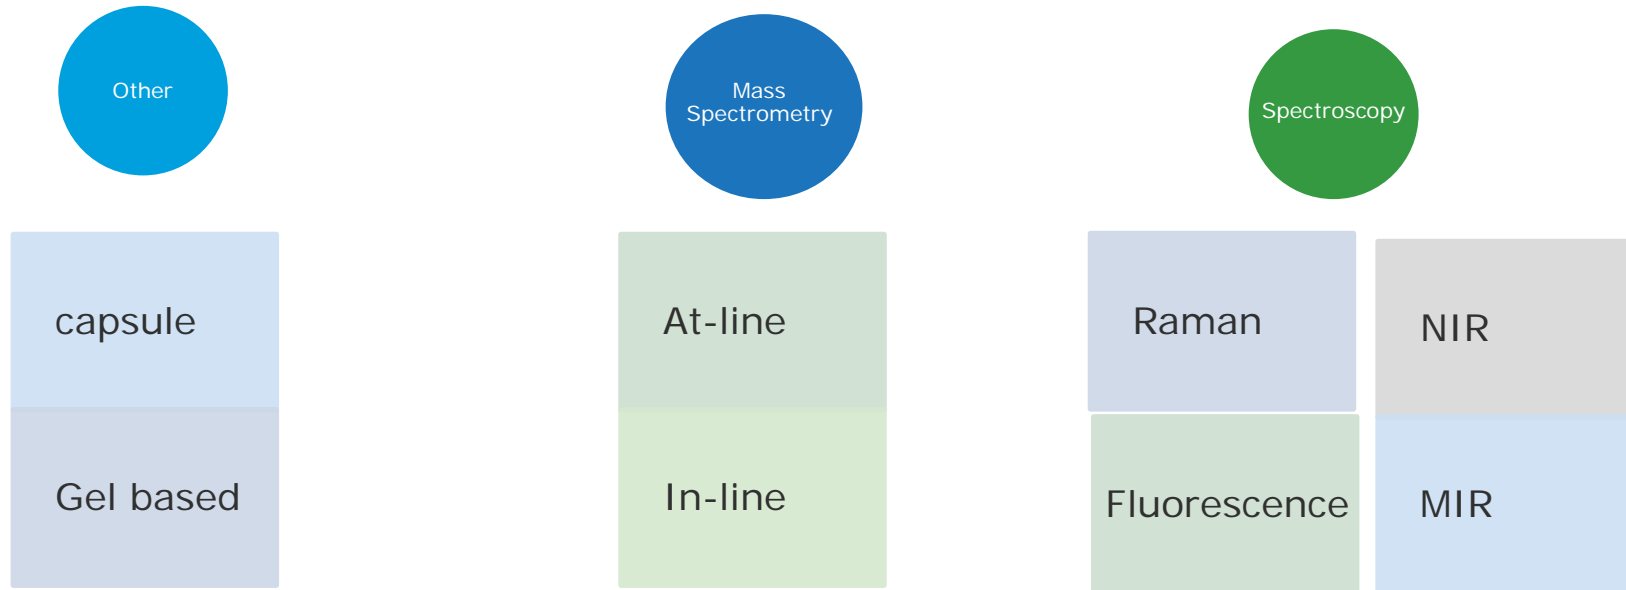 Other
Mass
Spectrometry
Spectroscopy
capsule
At-line
Raman
NIR
Gel based
In-line
Fluorescence
MIR